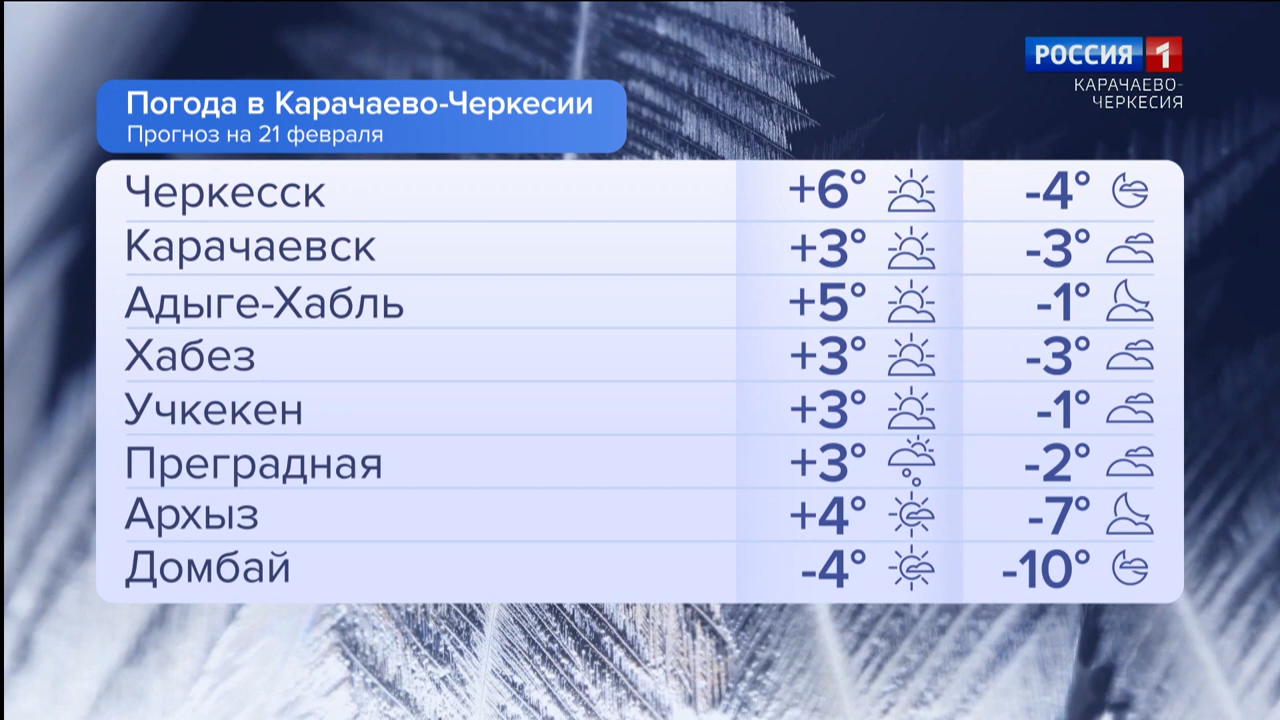 РОССИЯ 1
КАРАЧАЕВО-
ЧЕРКЕСИЯ
Погода в Карачаево-Черкесии
Прогноз на 21 февраля
Черкесск +6° -4°
Карачаевск +3° -3°
Адыге-Хабль +5° -1°
Хабез +3° -3°
Учкекен +3° -1°
Преградная +3° -2°
Архыз +4° -7°
Домбай -4° -10°